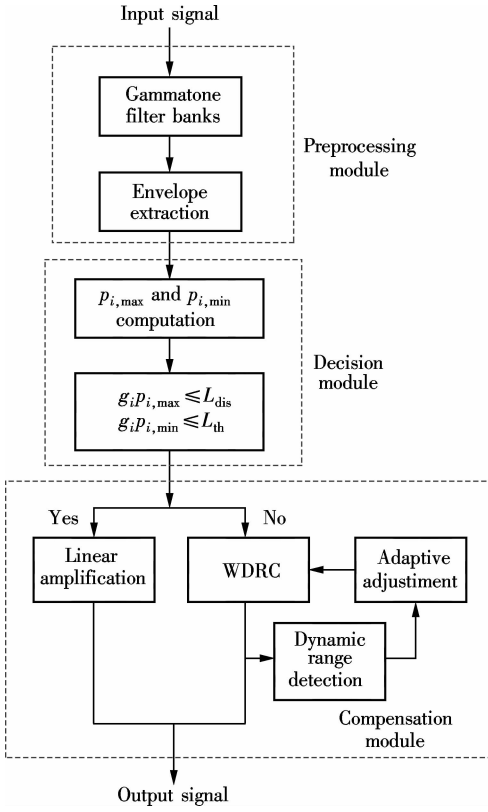 Input signal
Gammatone
filter banks
Preprocessing
module
Envelope
extraction
p_{i,max} and p_{i,min}
computation
Decision
module
g_i p_{i,max} ⩽ L_dis
g_i p_{i,min} ⩽ L_th
Yes
No
Linear
amplification
WDRC
Adaptive
adjustiment
Dynamic
range
detection
Compensation
module
Output signal